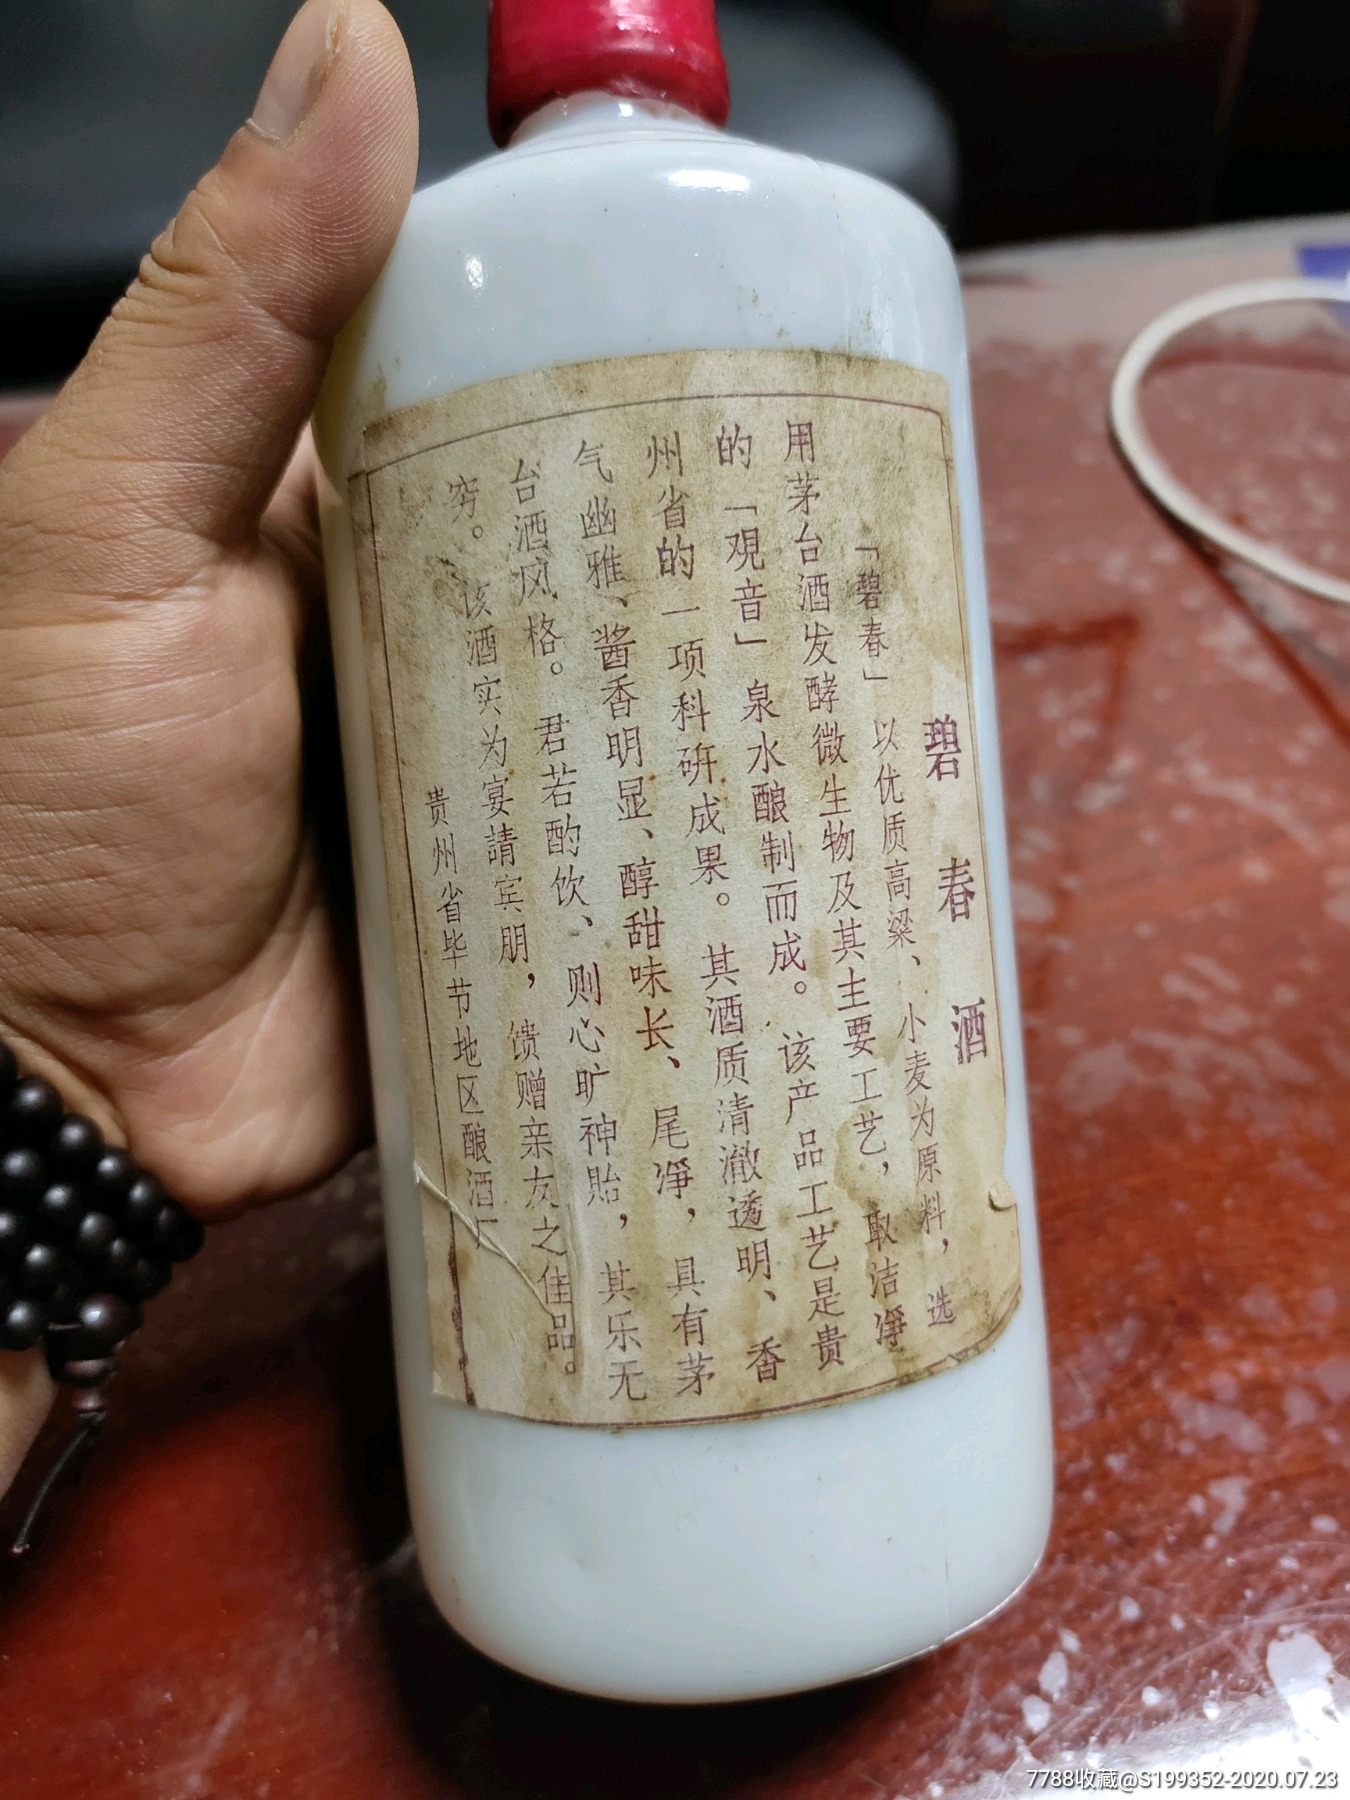 碧春酒
「碧春」以优质高梁、小麦为原料，选
用茅台酒发酵微生物及其主要工艺，取洁淨
的「观音」泉水酿制而成。该产品工艺是贵
州省的一项科研成果。其酒质清澈透明、香
气幽雅、酱香明显、醇甜味长、尾淨，具有茅
台酒风格。君若酌饮、则心旷神贻，其乐无
穷。该酒实为宴請宾朋，馈赠亲友之佳品。
贵州省毕节地区酿酒厂
7788收藏@S199352-2020.07.23